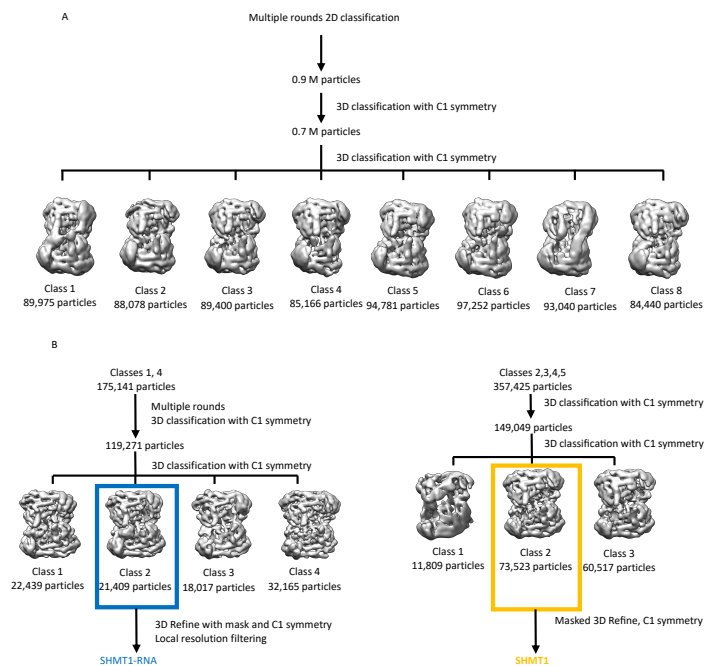 A
Multiple rounds 2D classification
0.9 M particles
3D classification with C1 symmetry
0.7 M particles
3D classification with C1 symmetry
Class 1
89,975 particles
Class 2
88,078 particles
Class 3
89,400 particles
Class 4
85,166 particles
Class 5
94,781 particles
Class 6
97,252 particles
Class 7
93,040 particles
Class 8
84,440 particles
B
Classes 1, 4
175,141 particles
Multiple rounds
3D classification with C1 symmetry
119,271 particles
3D classification with C1 symmetry
Class 1
22,439 particles
Class 2
21,409 particles
Class 3
18,017 particles
Class 4
32,165 particles
3D Refine with mask and C1 symmetry
Local resolution filtering
SHMT1-RNA
Classes 2,3,4,5
357,425 particles
3D classification with C1 symmetry
149,049 particles
3D classification with C1 symmetry
Class 1
11,809 particles
Class 2
73,523 particles
Class 3
60,517 particles
Masked 3D Refine, C1 symmetry
SHMT1